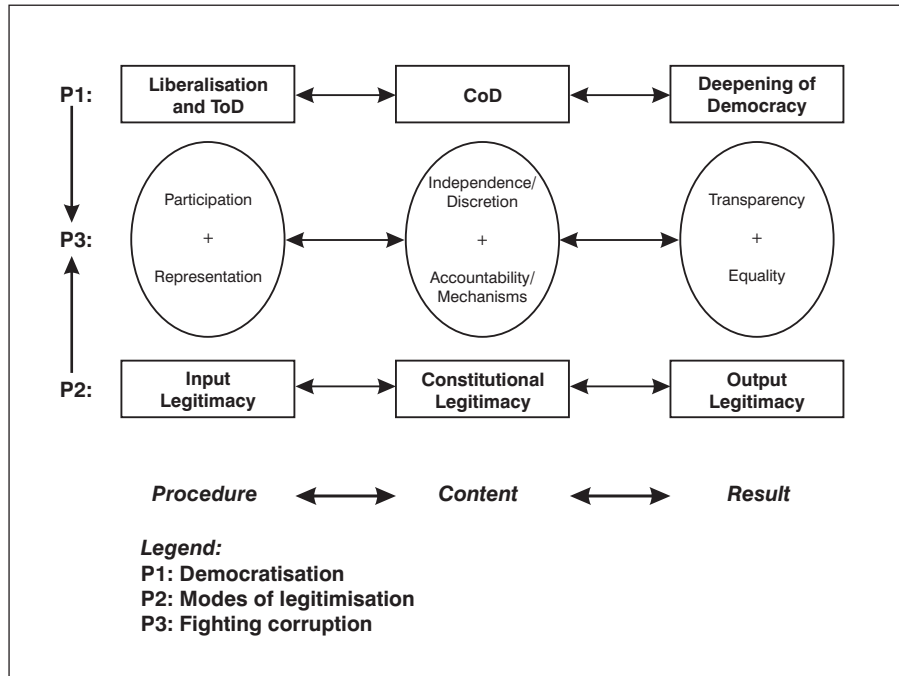 P1:
Liberalisation
and ToD
CoD
Deepening of
Democracy
P3:
Participation
+
Representation
Independence/
Discretion
+
Accountability/
Mechanisms
Transparency
+
Equality
P2:
Input
Legitimacy
Constitutional
Legitimacy
Output
Legitimacy
Procedure
Content
Result
Legend:
P1: Democratisation
P2: Modes of legitimisation
P3: Fighting corruption